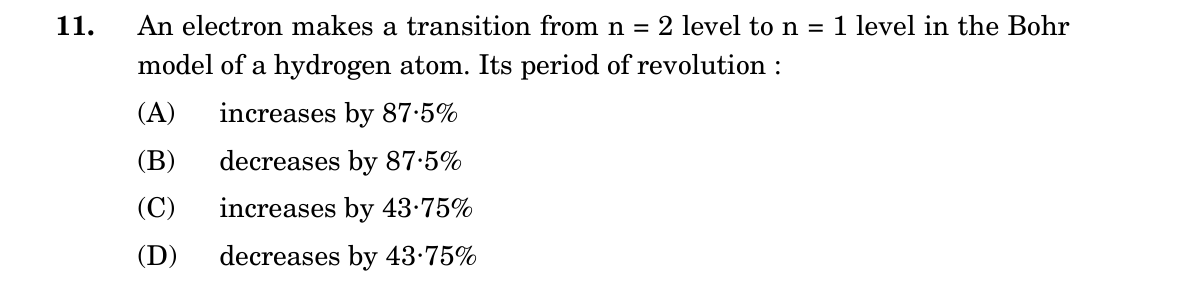 11. An electron makes a transition from n = 2 level to n = 1 level in the Bohr
model of a hydrogen atom. Its period of revolution :
(A) increases by 87·5%
(B) decreases by 87·5%
(C) increases by 43·75%
(D) decreases by 43·75%